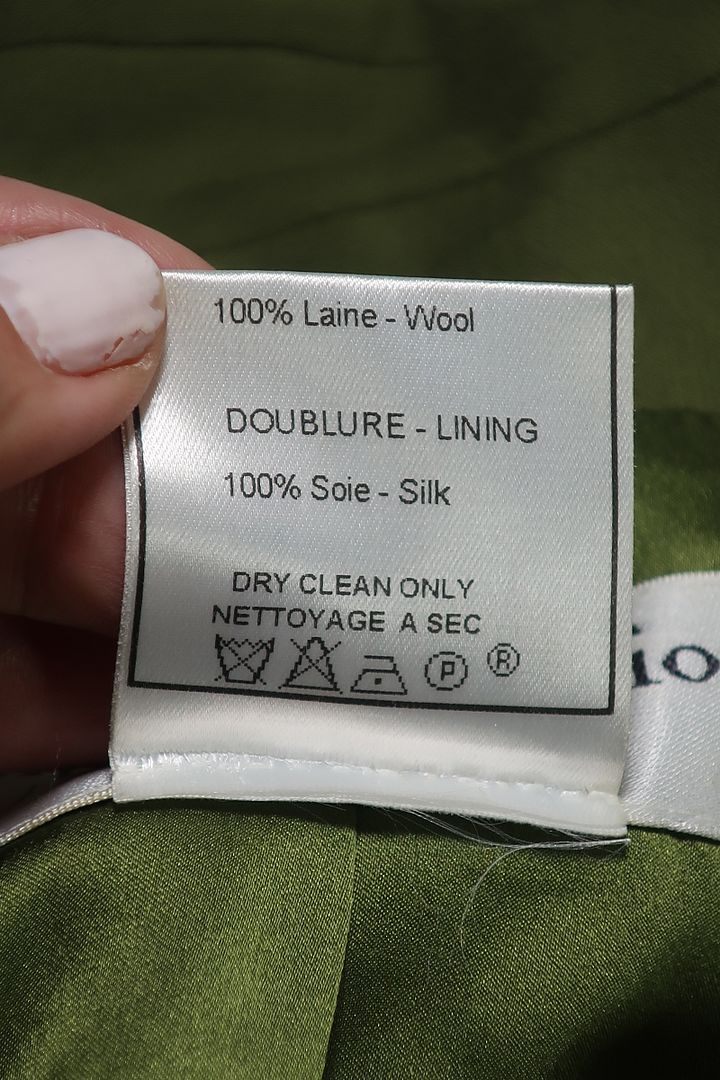 100% Laine - Wool
DOUBLURE - LINING
100% Soie - Silk
DRY CLEAN ONLY
NETTOYAGE A SEC
P ®